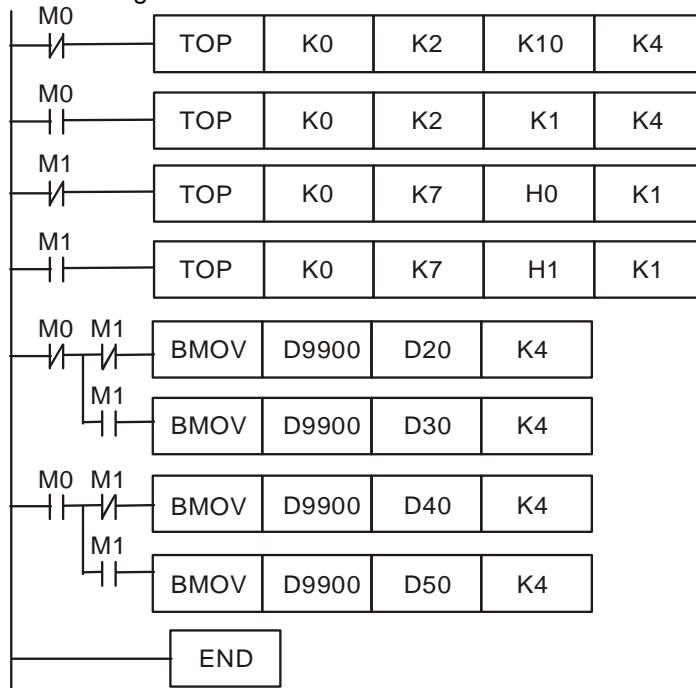 M0
TOP K0 K2 K10 K4
M0
TOP K0 K2 K1 K4
M1
TOP K0 K7 H0 K1
M1
TOP K0 K7 H1 K1
M0 M1
BMOV D9900 D20 K4
M1
BMOV D9900 D30 K4
M0 M1
BMOV D9900 D40 K4
M1
BMOV D9900 D50 K4
END